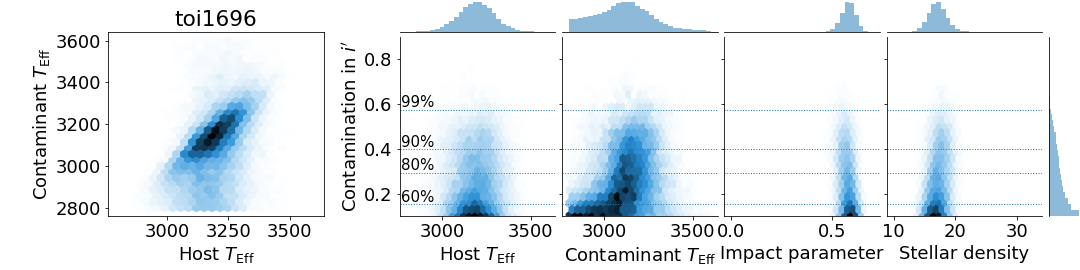 toi1696
Contaminant T_Eff
3600
3400
3200
3000
2800
3000 3250 3500
Host T_Eff
Contamination in i′
0.8
0.6
0.4
0.2
99%
90%
80%
60%
3000 3500
Host T_Eff
3000 3500
Contaminant T_Eff
0.0 0.5
Impact parameter
10 20 30
Stellar density